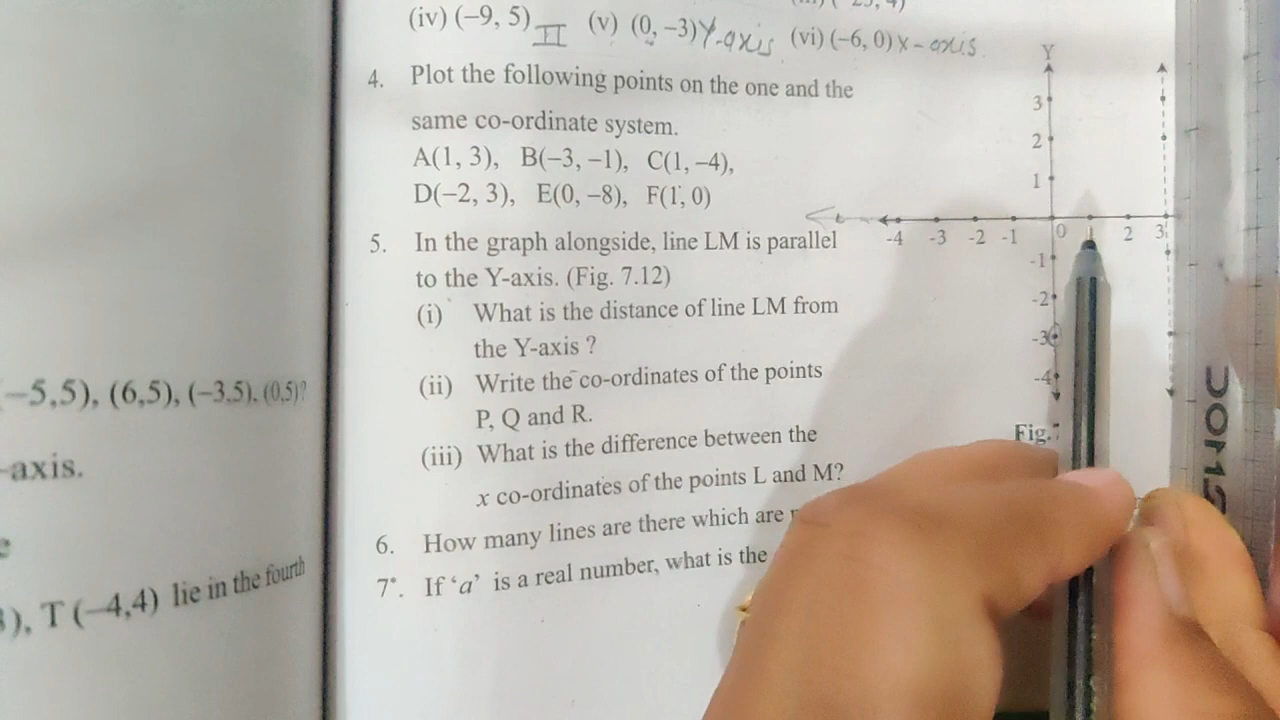 (iv) (−9, 5) II (v) (0, −3) Y-axis (vi) (−6, 0) x-axis.
4. Plot the following points on the one and the
same co-ordinate system.
A(1, 3), B(−3, −1), C(1, −4),
D(−2, 3), E(0, −8), F(1, 0)
5. In the graph alongside, line LM is parallel
to the Y-axis. (Fig. 7.12)
(i) What is the distance of line LM from
the Y-axis ?
(ii) Write the co-ordinates of the points
P, Q and R.
(iii) What is the difference between the
x co-ordinates of the points L and M?
6. How many lines are there which are
7*. If ‘a’ is a real number, what is the
Y
3
2
1
-4 -3 -2 -1 0 2 3
-1
-2
-3
-4
Fig.
−5,5), (6,5), (−3,5), (0,5)?
-axis.
), T (−4,4) lie in the fourth
DOMS